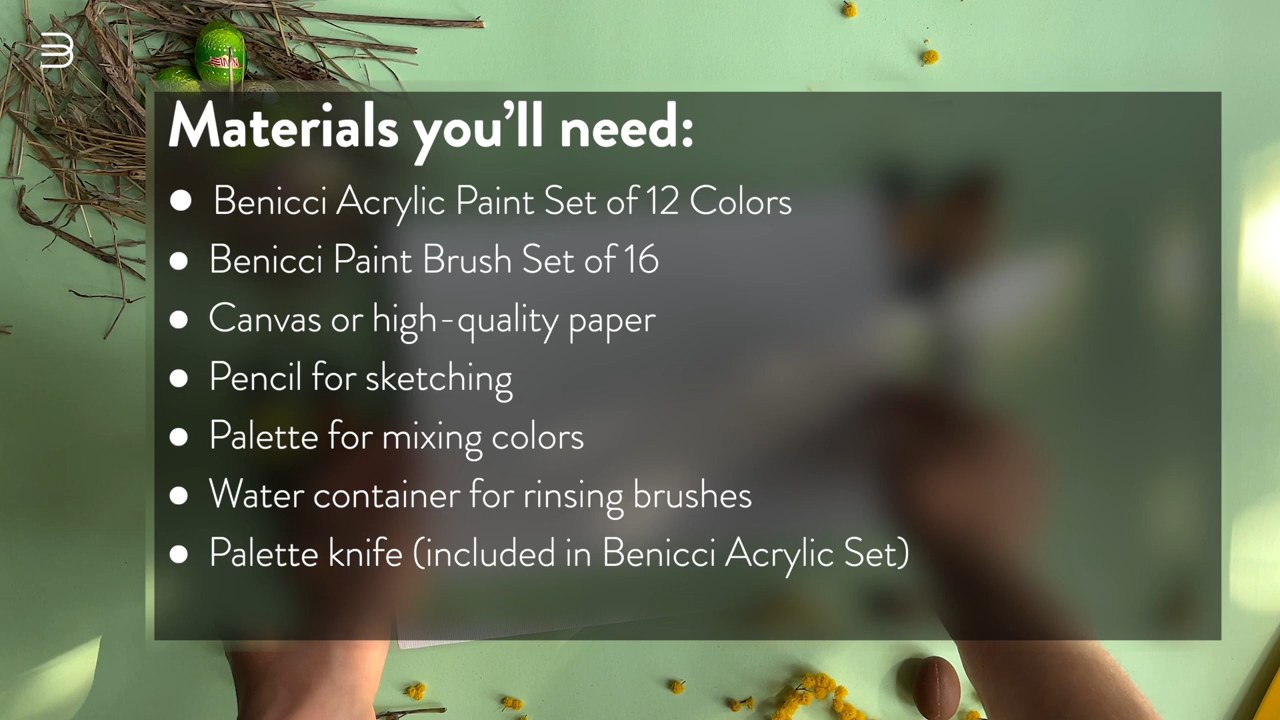 Materials you'll need:
● Benicci Acrylic Paint Set of 12 Colors
● Benicci Paint Brush Set of 16
● Canvas or high-quality paper
● Pencil for sketching
● Palette for mixing colors
● Water container for rinsing brushes
● Palette knife (included in Benicci Acrylic Set)